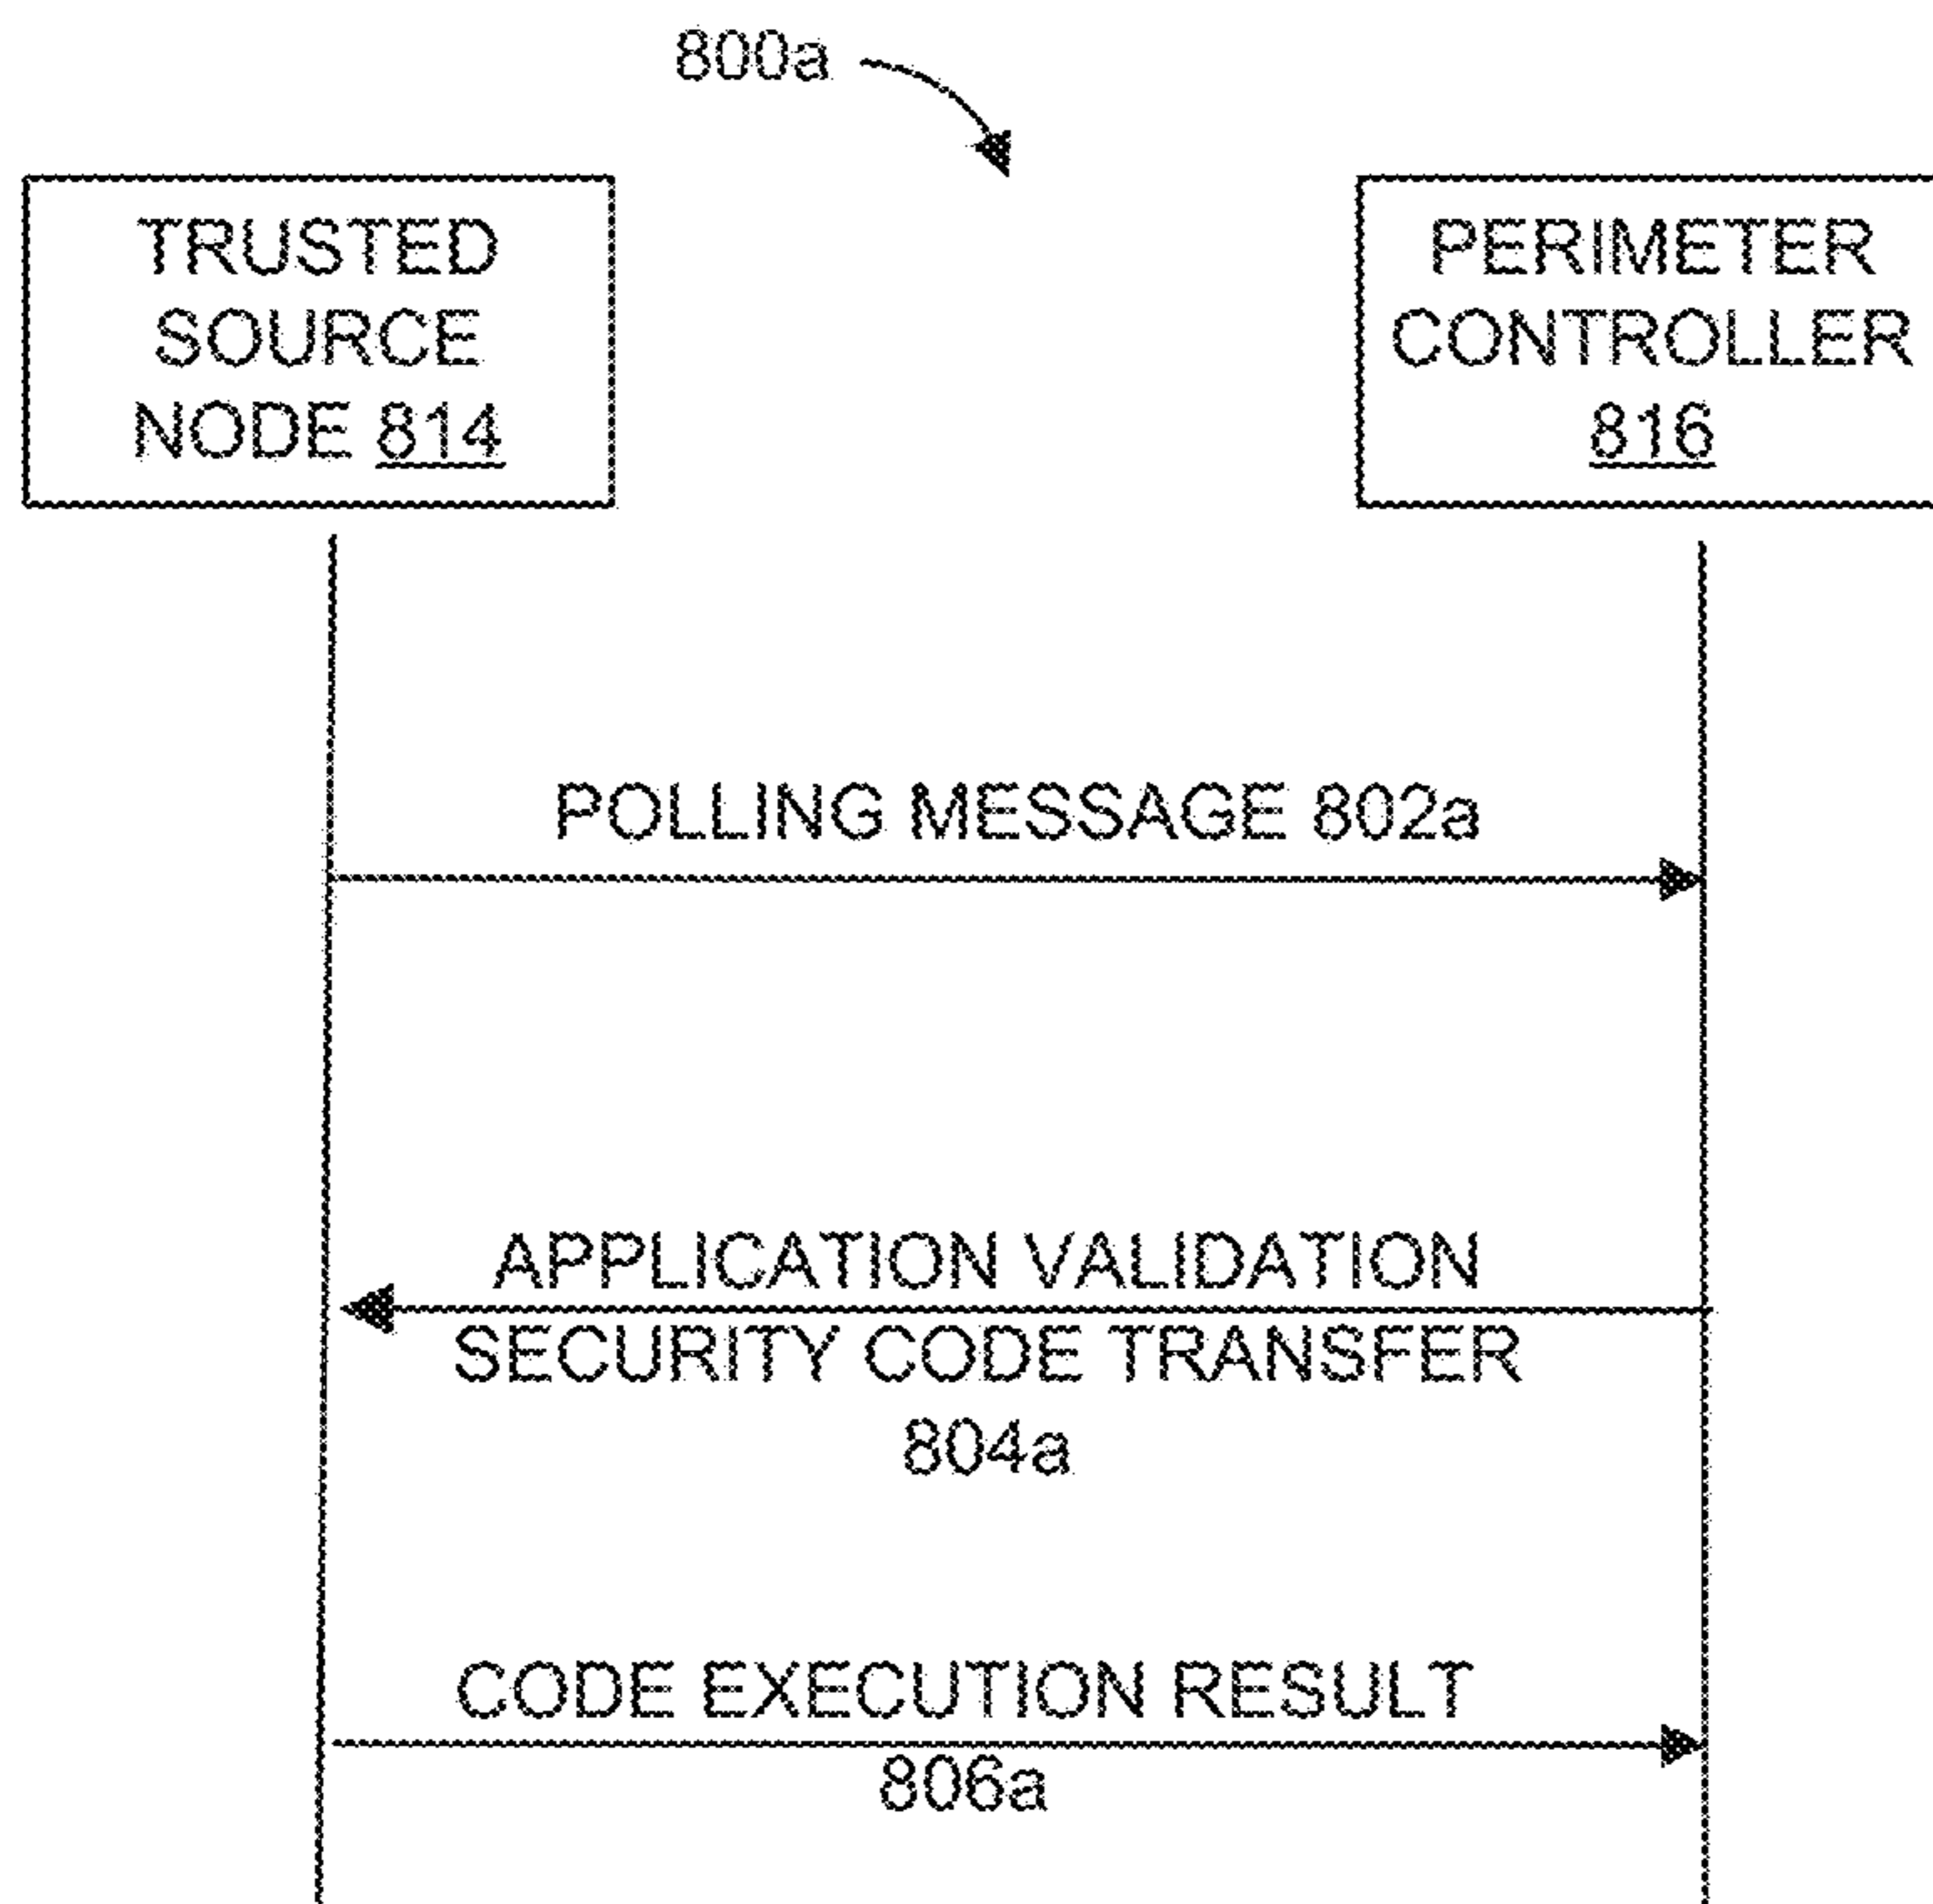 800a
TRUSTED
SOURCE
NODE 814
PERIMETER
CONTROLLER
816
POLLING MESSAGE 802a
APPLICATION VALIDATION
SECURITY CODE TRANSFER
804a
CODE EXECUTION RESULT
806a